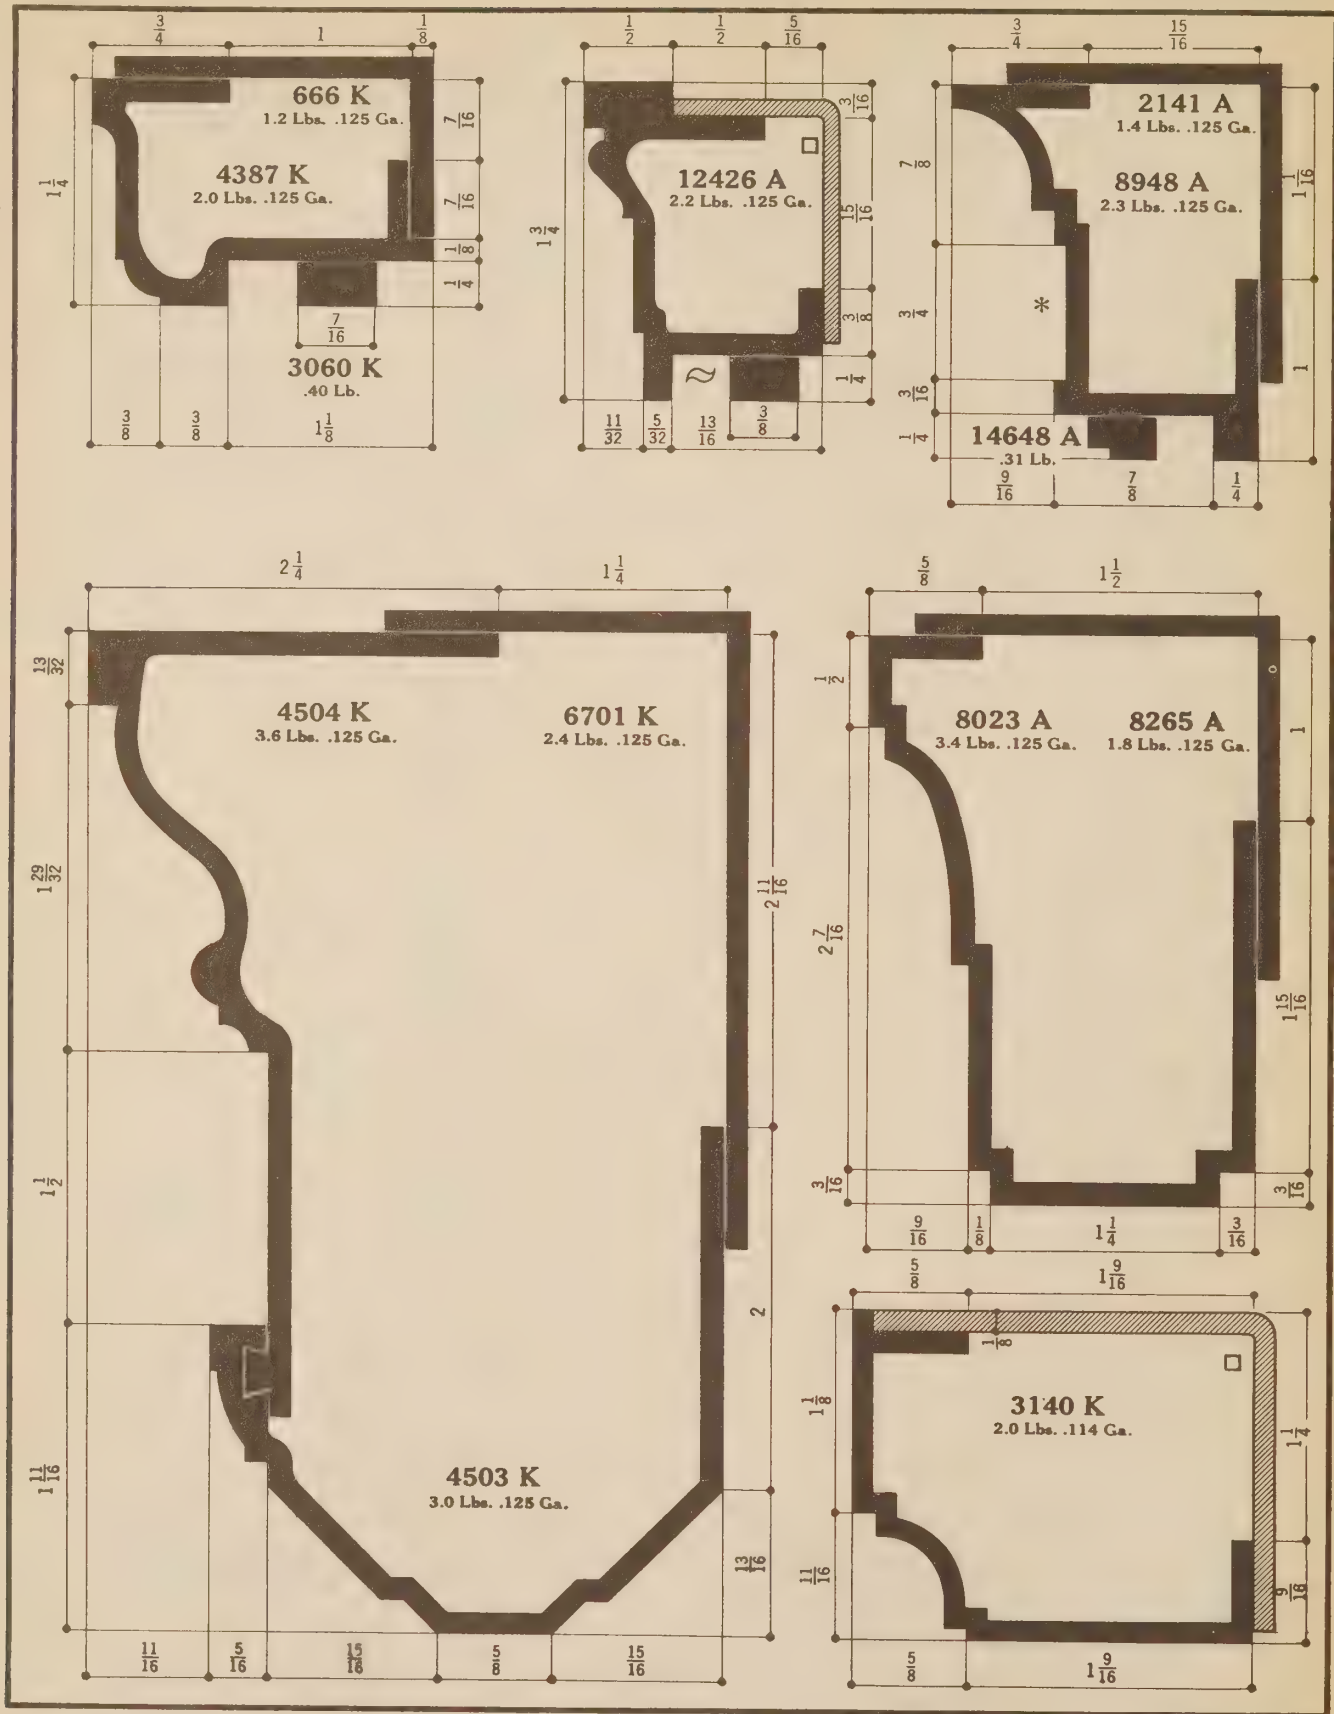 3/4 1 1/8
666 K
1.2 Lbs. .125 Ga.
4387 K
2.0 Lbs. .125 Ga.
1 1/4
7/16
7/16
1/8
1/4
7/16
3060 K
.40 Lb.
3/8 3/8 1 1/8
1/2 1/2 5/16
12426 A
2.2 Lbs. .125 Ga.
1 3/4
3/16
15/16
3/8
1/4
11/32 5/32 13/16 3/8
3/4 15/16
2141 A
1.4 Lbs. .125 Ga.
8948 A
2.3 Lbs. .125 Ga.
7/8
*
3/4
3/16
1/4
1 1/16
1
14648 A
.31 Lb.
9/16 7/8 1/4
2 1/4 1 1/4
13/32
4504 K
3.6 Lbs. .125 Ga.
6701 K
2.4 Lbs. .125 Ga.
1 29/32
2 11/16
1 1/2
2
1 11/16
4503 K
3.0 Lbs. .125 Ga.
13/16
11/16 5/16 15/16 5/8 15/16
5/8 1 1/2
1/2
8023 A
3.4 Lbs. .125 Ga.
8265 A
1.8 Lbs. .125 Ga.
1
2 7/16
1 15/16
3/16 3/16
9/16 1/8 1 1/4 3/16
5/8 1 9/16
1/8
1 1/8
3140 K
2.0 Lbs. .114 Ga.
1 1/4
11/16
9/16
5/8 1 9/16